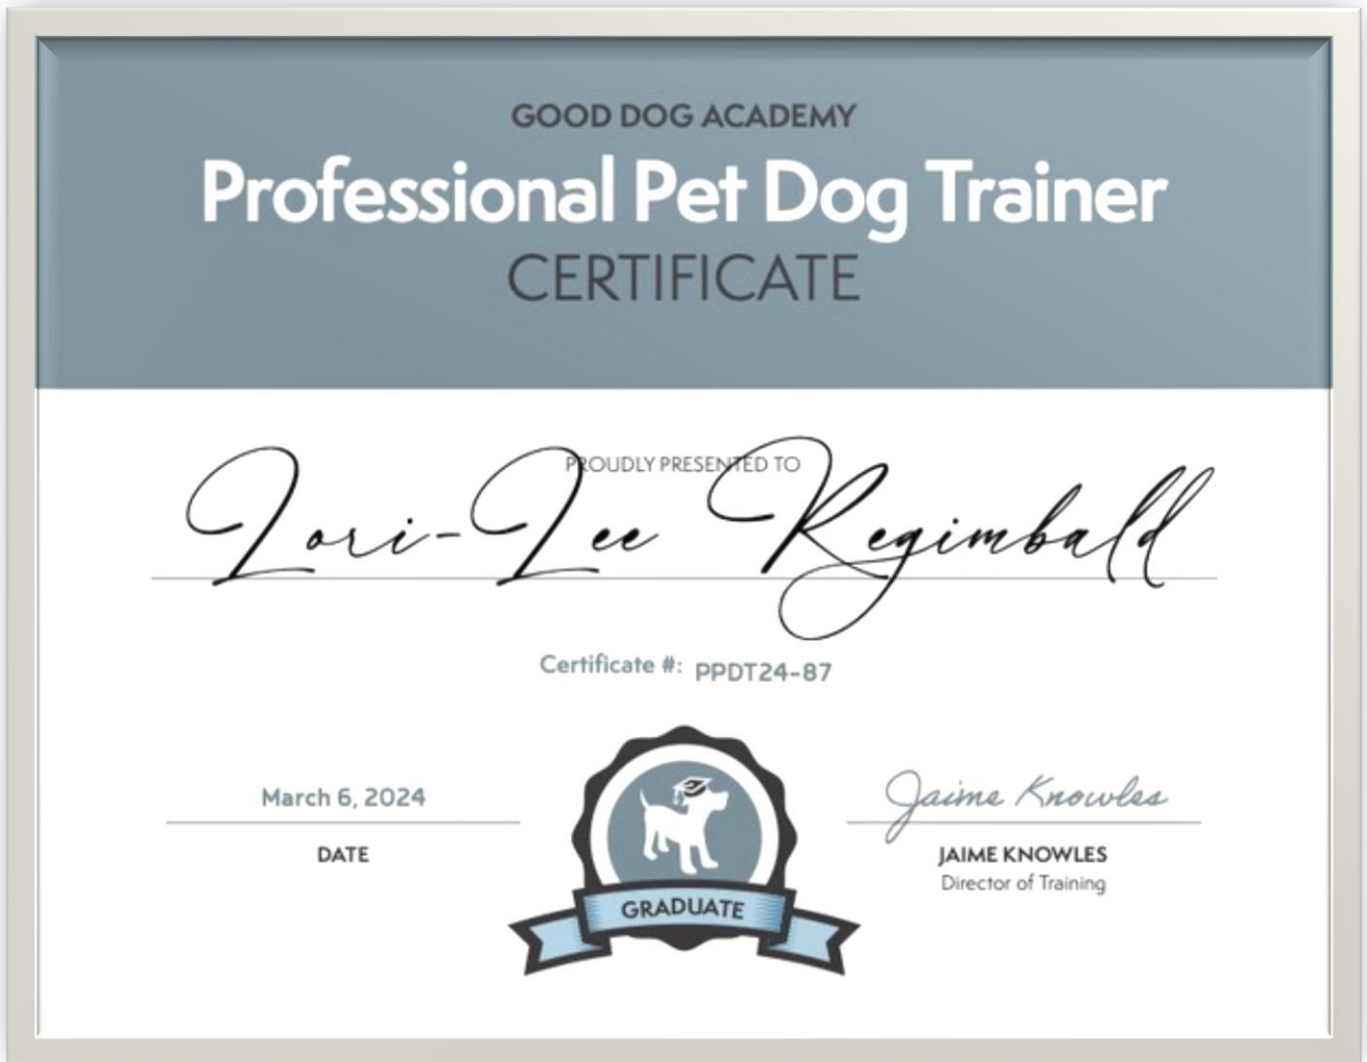 GOOD DOG ACADEMY
Professional Pet Dog Trainer
CERTIFICATE
PROUDLY PRESENTED TO
Lori-Lee Regimbald
Certificate #: PPDT24-87
March 6, 2024
DATE
GRADUATE
Jaime Knowles
JAIME KNOWLES
Director of Training